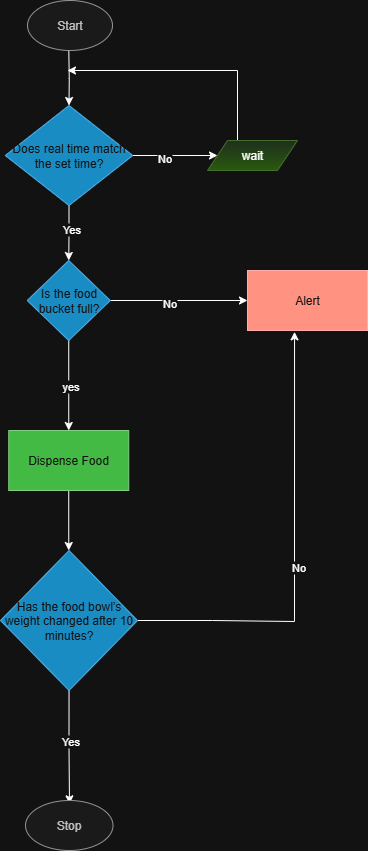 Start
Does real time match
the set time?
No
wait
Yes
Is the food
bucket full?
No
Alert
yes
Dispense Food
No
Has the food bowl's
weight changed after 10
minutes?
Yes
Stop